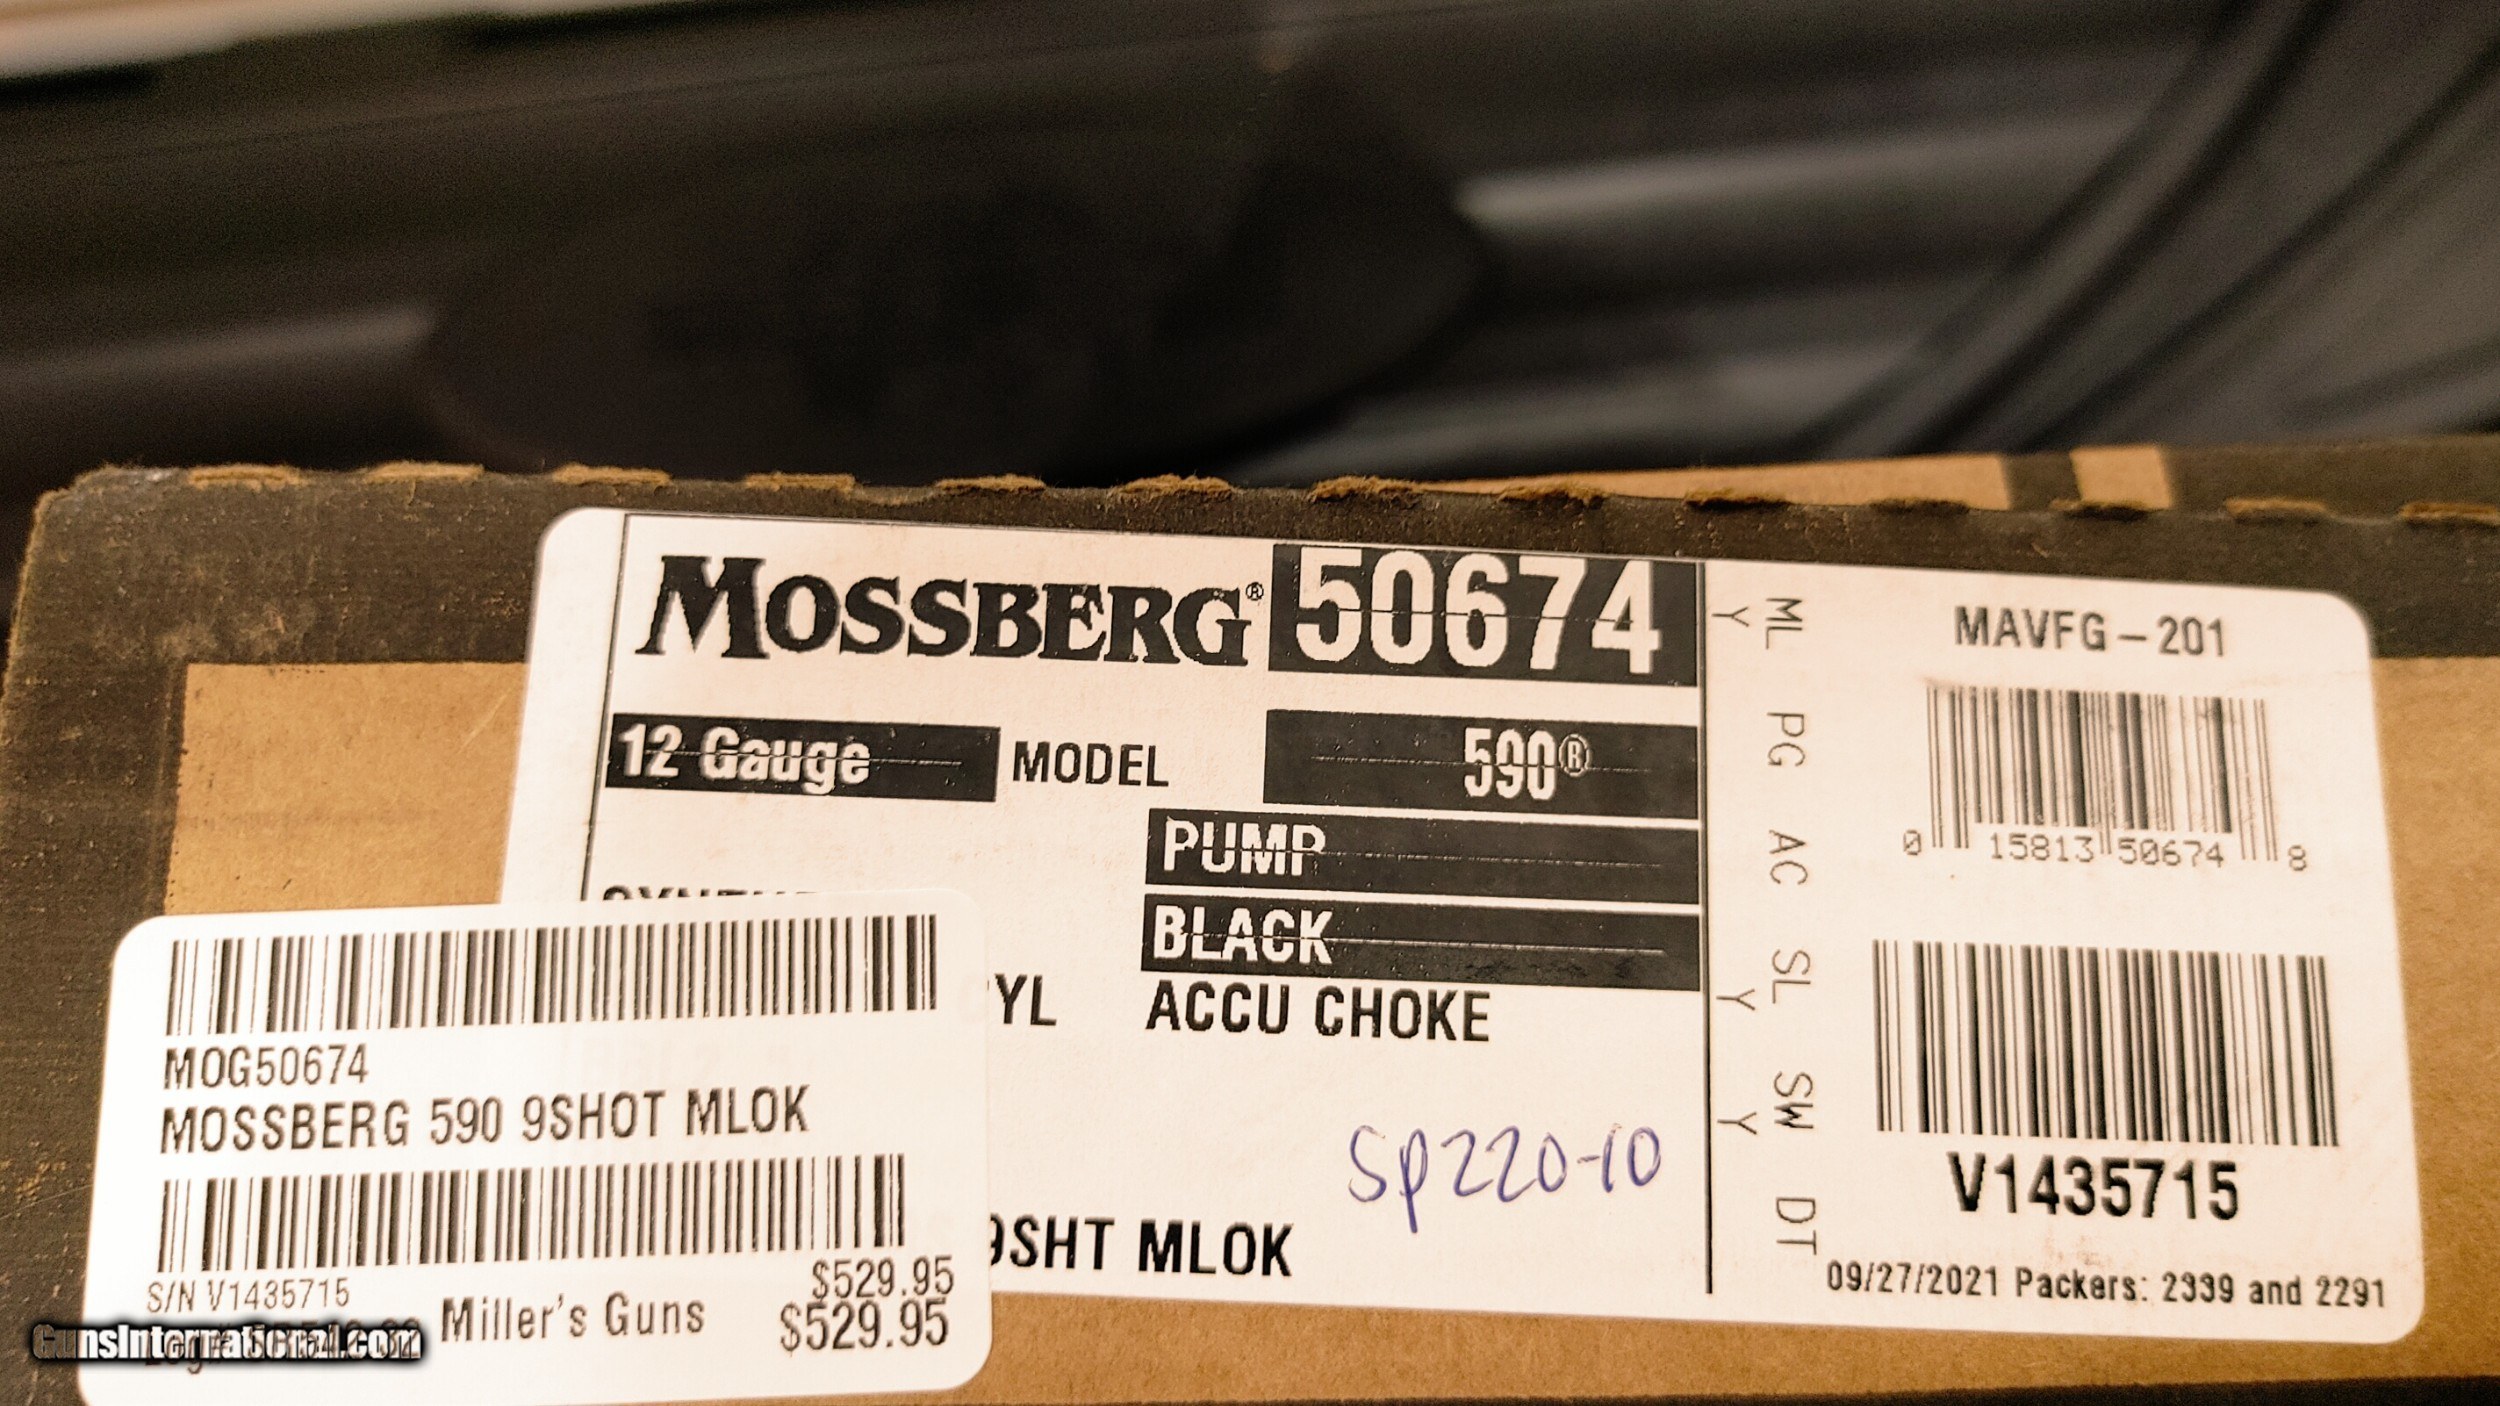 MOSSBERG® 50674
12 Gauge MODEL 590®
PUMP
BLACK
YL ACCU CHOKE
Sp220-10
9SHT MLOK
ML PG AC SL SW DT
Y Y Y
MAVFG-201
0 15813 50674 8
V1435715
09/27/2021 Packers: 2339 and 2291
MOG50674
MOSSBERG 590 9SHOT MLOK
S/N V1435715 $529.95
Miller's Guns $529.95
GunsInternational.com